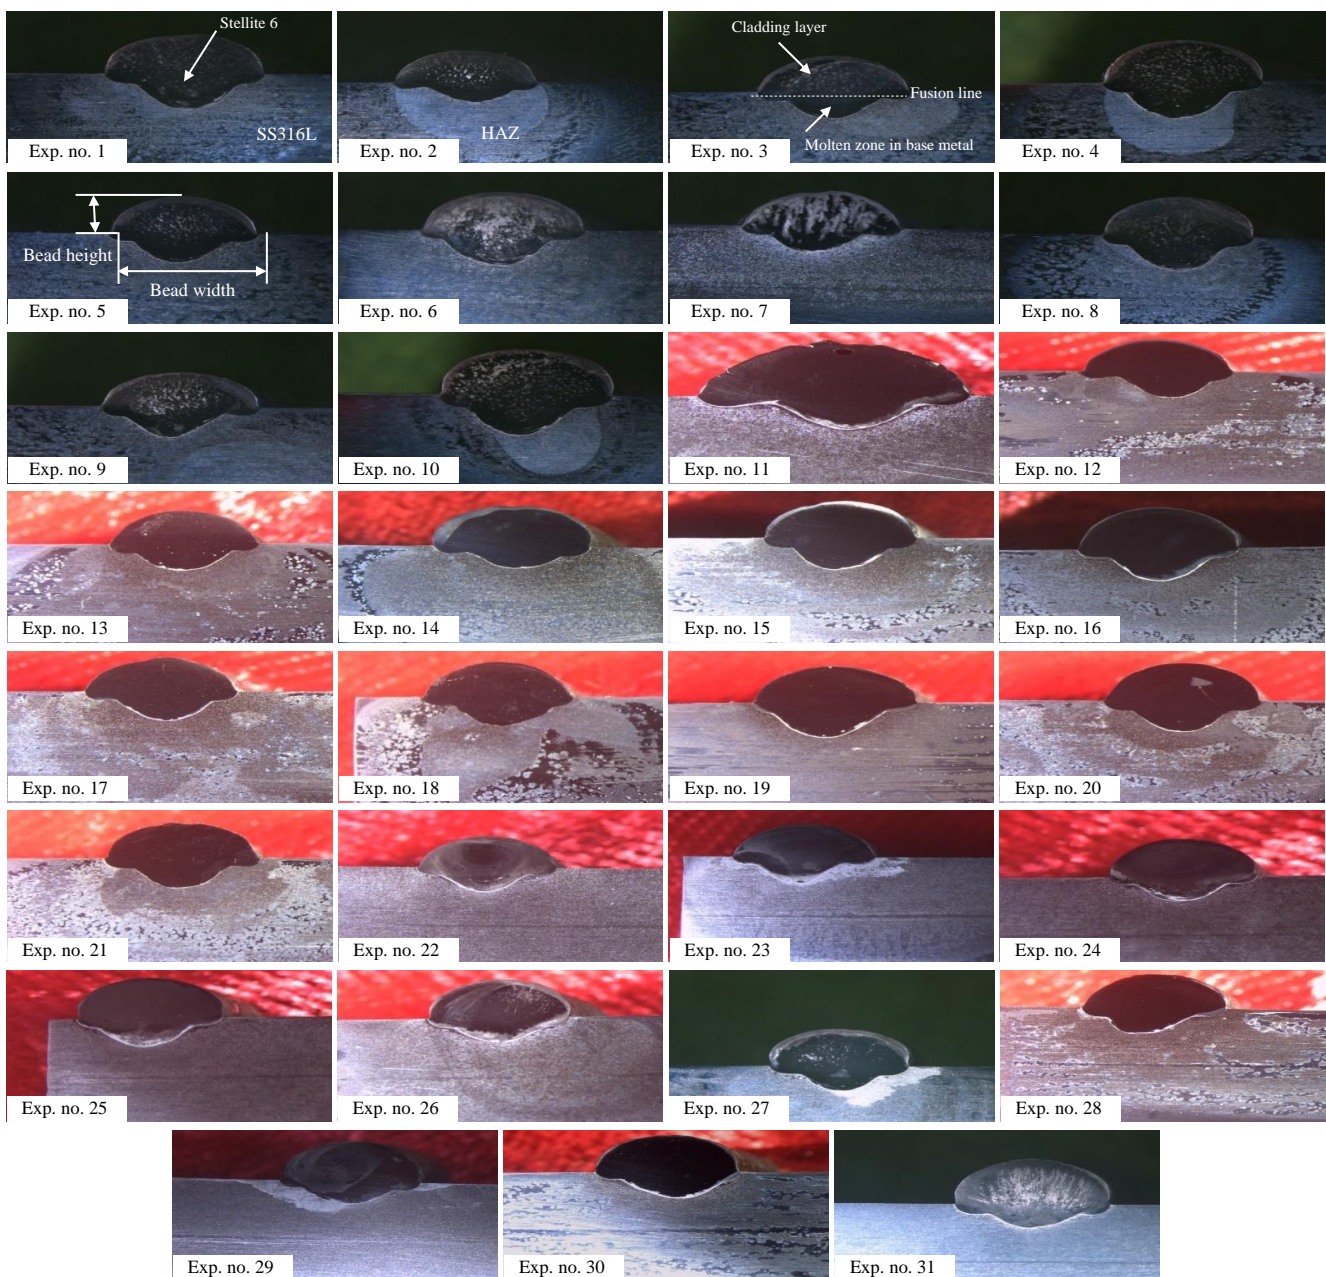 Stellite 6
SS316L
Exp. no. 1
HAZ
Exp. no. 2
Cladding layer
Fusion line
Molten zone in base metal
Exp. no. 3
Exp. no. 4
Bead height
Bead width
Exp. no. 5
Exp. no. 6
Exp. no. 7
Exp. no. 8
Exp. no. 9
Exp. no. 10
Exp. no. 11
Exp. no. 12
Exp. no. 13
Exp. no. 14
Exp. no. 15
Exp. no. 16
Exp. no. 17
Exp. no. 18
Exp. no. 19
Exp. no. 20
Exp. no. 21
Exp. no. 22
Exp. no. 23
Exp. no. 24
Exp. no. 25
Exp. no. 26
Exp. no. 27
Exp. no. 28
Exp. no. 29
Exp. no. 30
Exp. no. 31